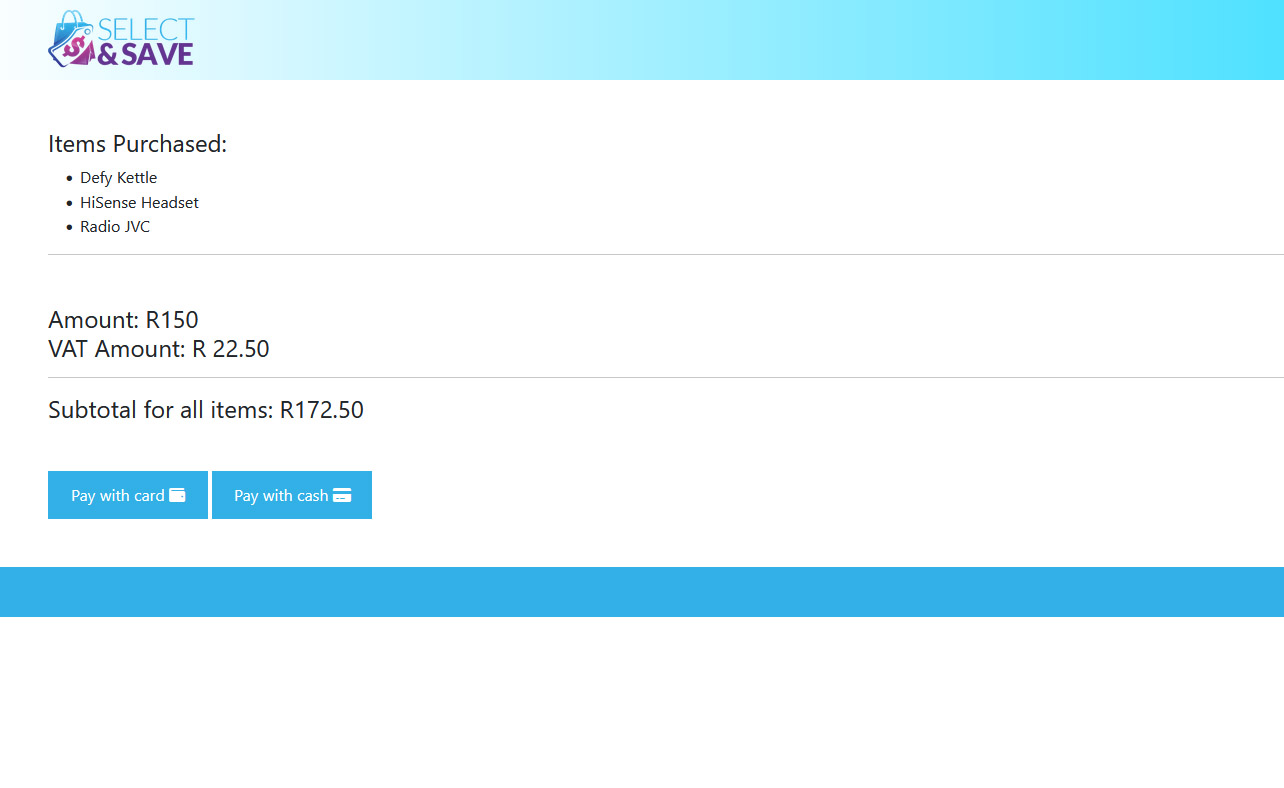 SELECT
& SAVE
Items Purchased:
Defy Kettle
HiSense Headset
Radio JVC
Amount: R150
VAT Amount: R 22.50
Subtotal for all items: R172.50
Pay with card Pay with cash